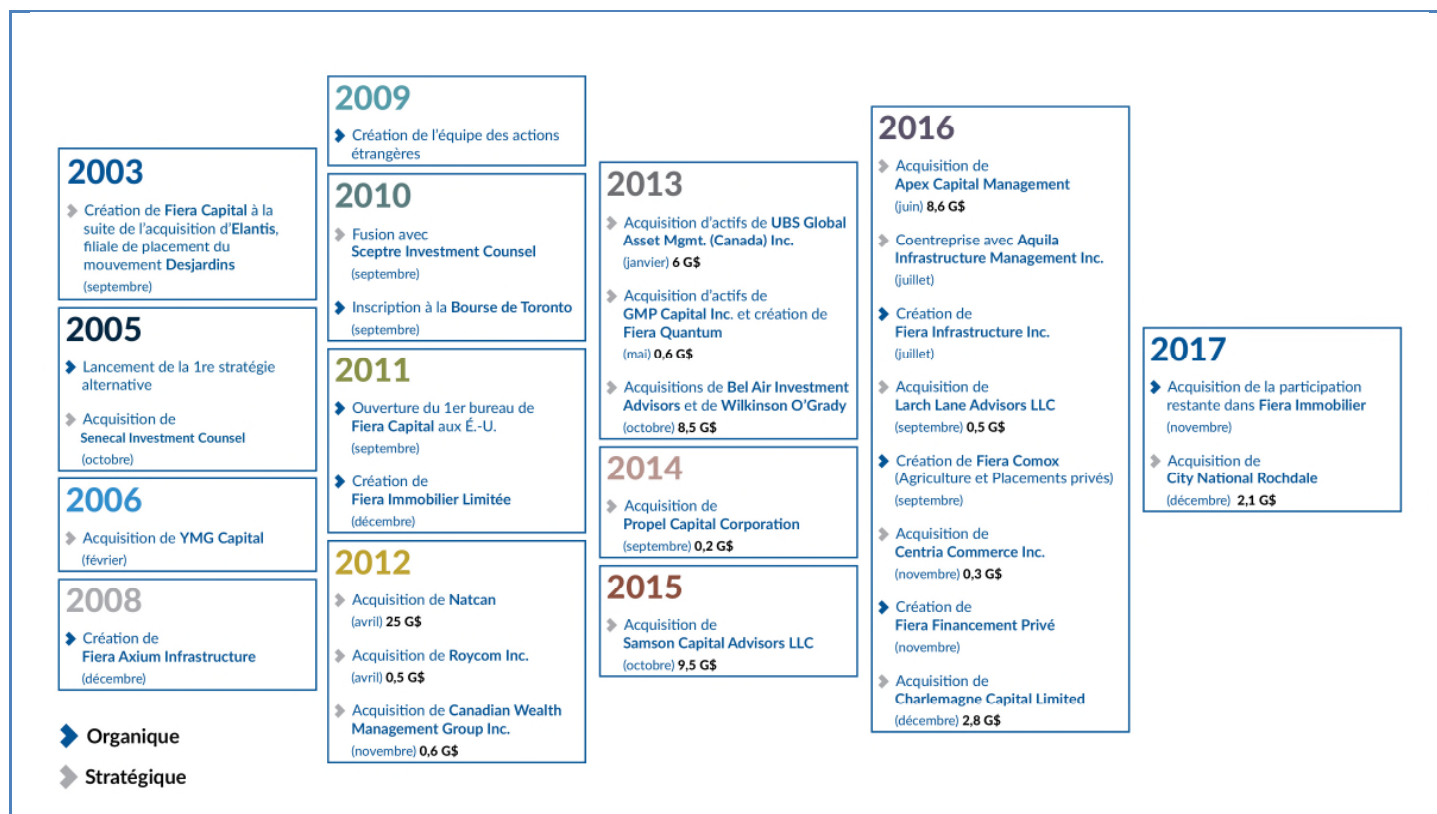 2003
Création de Fiera Capital à la
suite de l'acquisition d'Elantis,
filiale de placement du
mouvement Desjardins
(septembre)
2005
Lancement de la 1re stratégie
alternative
Acquisition de
Senecal Investment Counsel
(octobre)
2006
Acquisition de YMG Capital
(février)
2008
Création de
Fiera Axium Infrastructure
(décembre)
Organique
Stratégique
2009
Création de l'équipe des actions
étrangères
2010
Fusion avec
Sceptre Investment Counsel
(septembre)
Inscription à la Bourse de Toronto
(septembre)
2011
Ouverture du 1er bureau de
Fiera Capital aux É.-U.
(septembre)
Création de
Fiera Immobilier Limitée
(décembre)
2012
Acquisition de Natcan
(avril) 25 G$
Acquisition de Roycom Inc.
(avril) 0,5 G$
Acquisition de Canadian Wealth
Management Group Inc.
(novembre) 0,6 G$
2013
Acquisition d'actifs de UBS Global
Asset Mgmt. (Canada) Inc.
(janvier) 6 G$
Acquisition d'actifs de
GMP Capital Inc. et création de
Fiera Quantum
(mai) 0,6 G$
Acquisitions de Bel Air Investment
Advisors et de Wilkinson O'Grady
(octobre) 8,5 G$
2014
Acquisition de
Propel Capital Corporation
(septembre) 0,2 G$
2015
Acquisition de
Samson Capital Advisors LLC
(octobre) 9,5 G$
2016
Acquisition de
Apex Capital Management
(juin) 8,6 G$
Coentreprise avec Aquila
Infrastructure Management Inc.
(juillet)
Création de
Fiera Infrastructure Inc.
(juillet)
Acquisition de
Larch Lane Advisors LLC
(septembre) 0,5 G$
Création de Fiera Comox
(Agriculture et Placements privés)
(septembre)
Acquisition de
Centria Commerce Inc.
(novembre) 0,3 G$
Création de
Fiera Financement Privé
(novembre)
Acquisition de
Charlemagne Capital Limited
(décembre) 2,8 G$
2017
Acquisition de la participation
restante dans Fiera Immobilier
(novembre)
Acquisition de
City National Rochdale
(décembre) 2,1 G$